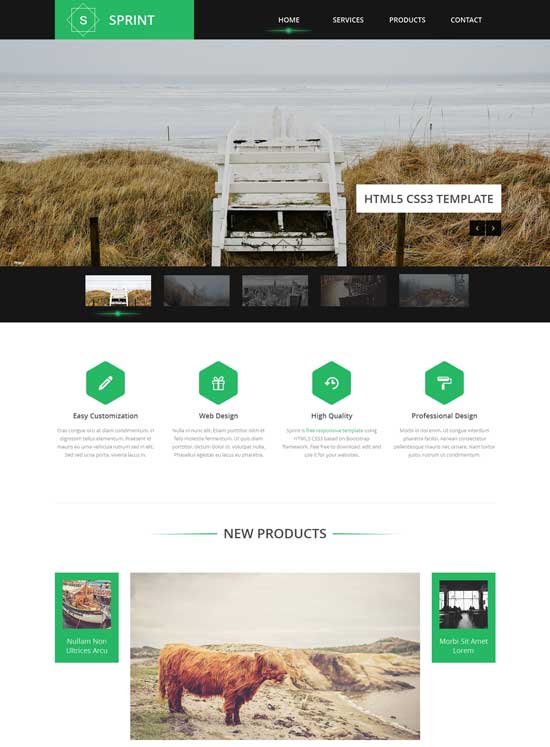 S SPRINT
HOME SERVICES PRODUCTS CONTACT
HTML5 CSS3 TEMPLATE
Easy Customization
Cras congue orci at diam condimentum, in
dignissim tellus elementum. Praesent id
mauris eu urna vehicula rutrum sed in elit.
Sed sed urna porta, viverra lacus in.
Web Design
Nulla in nunc elit. Etiam porttitor nibh et
felis molestie fermentum. Ut quis diam
porttitor, dictum dolor in, volutpat nulla.
Phasellus egestas eu lacus eu pharetra.
High Quality
Sprint is free responsive template using
HTML5 CSS3 based on Bootstrap
framework. Feel free to download, edit and
use it for your websites.
Professional Design
Morbi id nisl enim. Ut congue interdum
pharetra facilisi. Aenean consectetur
pellentesque mauris nec ornare. Nam tortor
justo, rutrum ut condimentum.
NEW PRODUCTS
Nullam Non
Ultrices Arcu
Morbi Sit Amet
Lorem